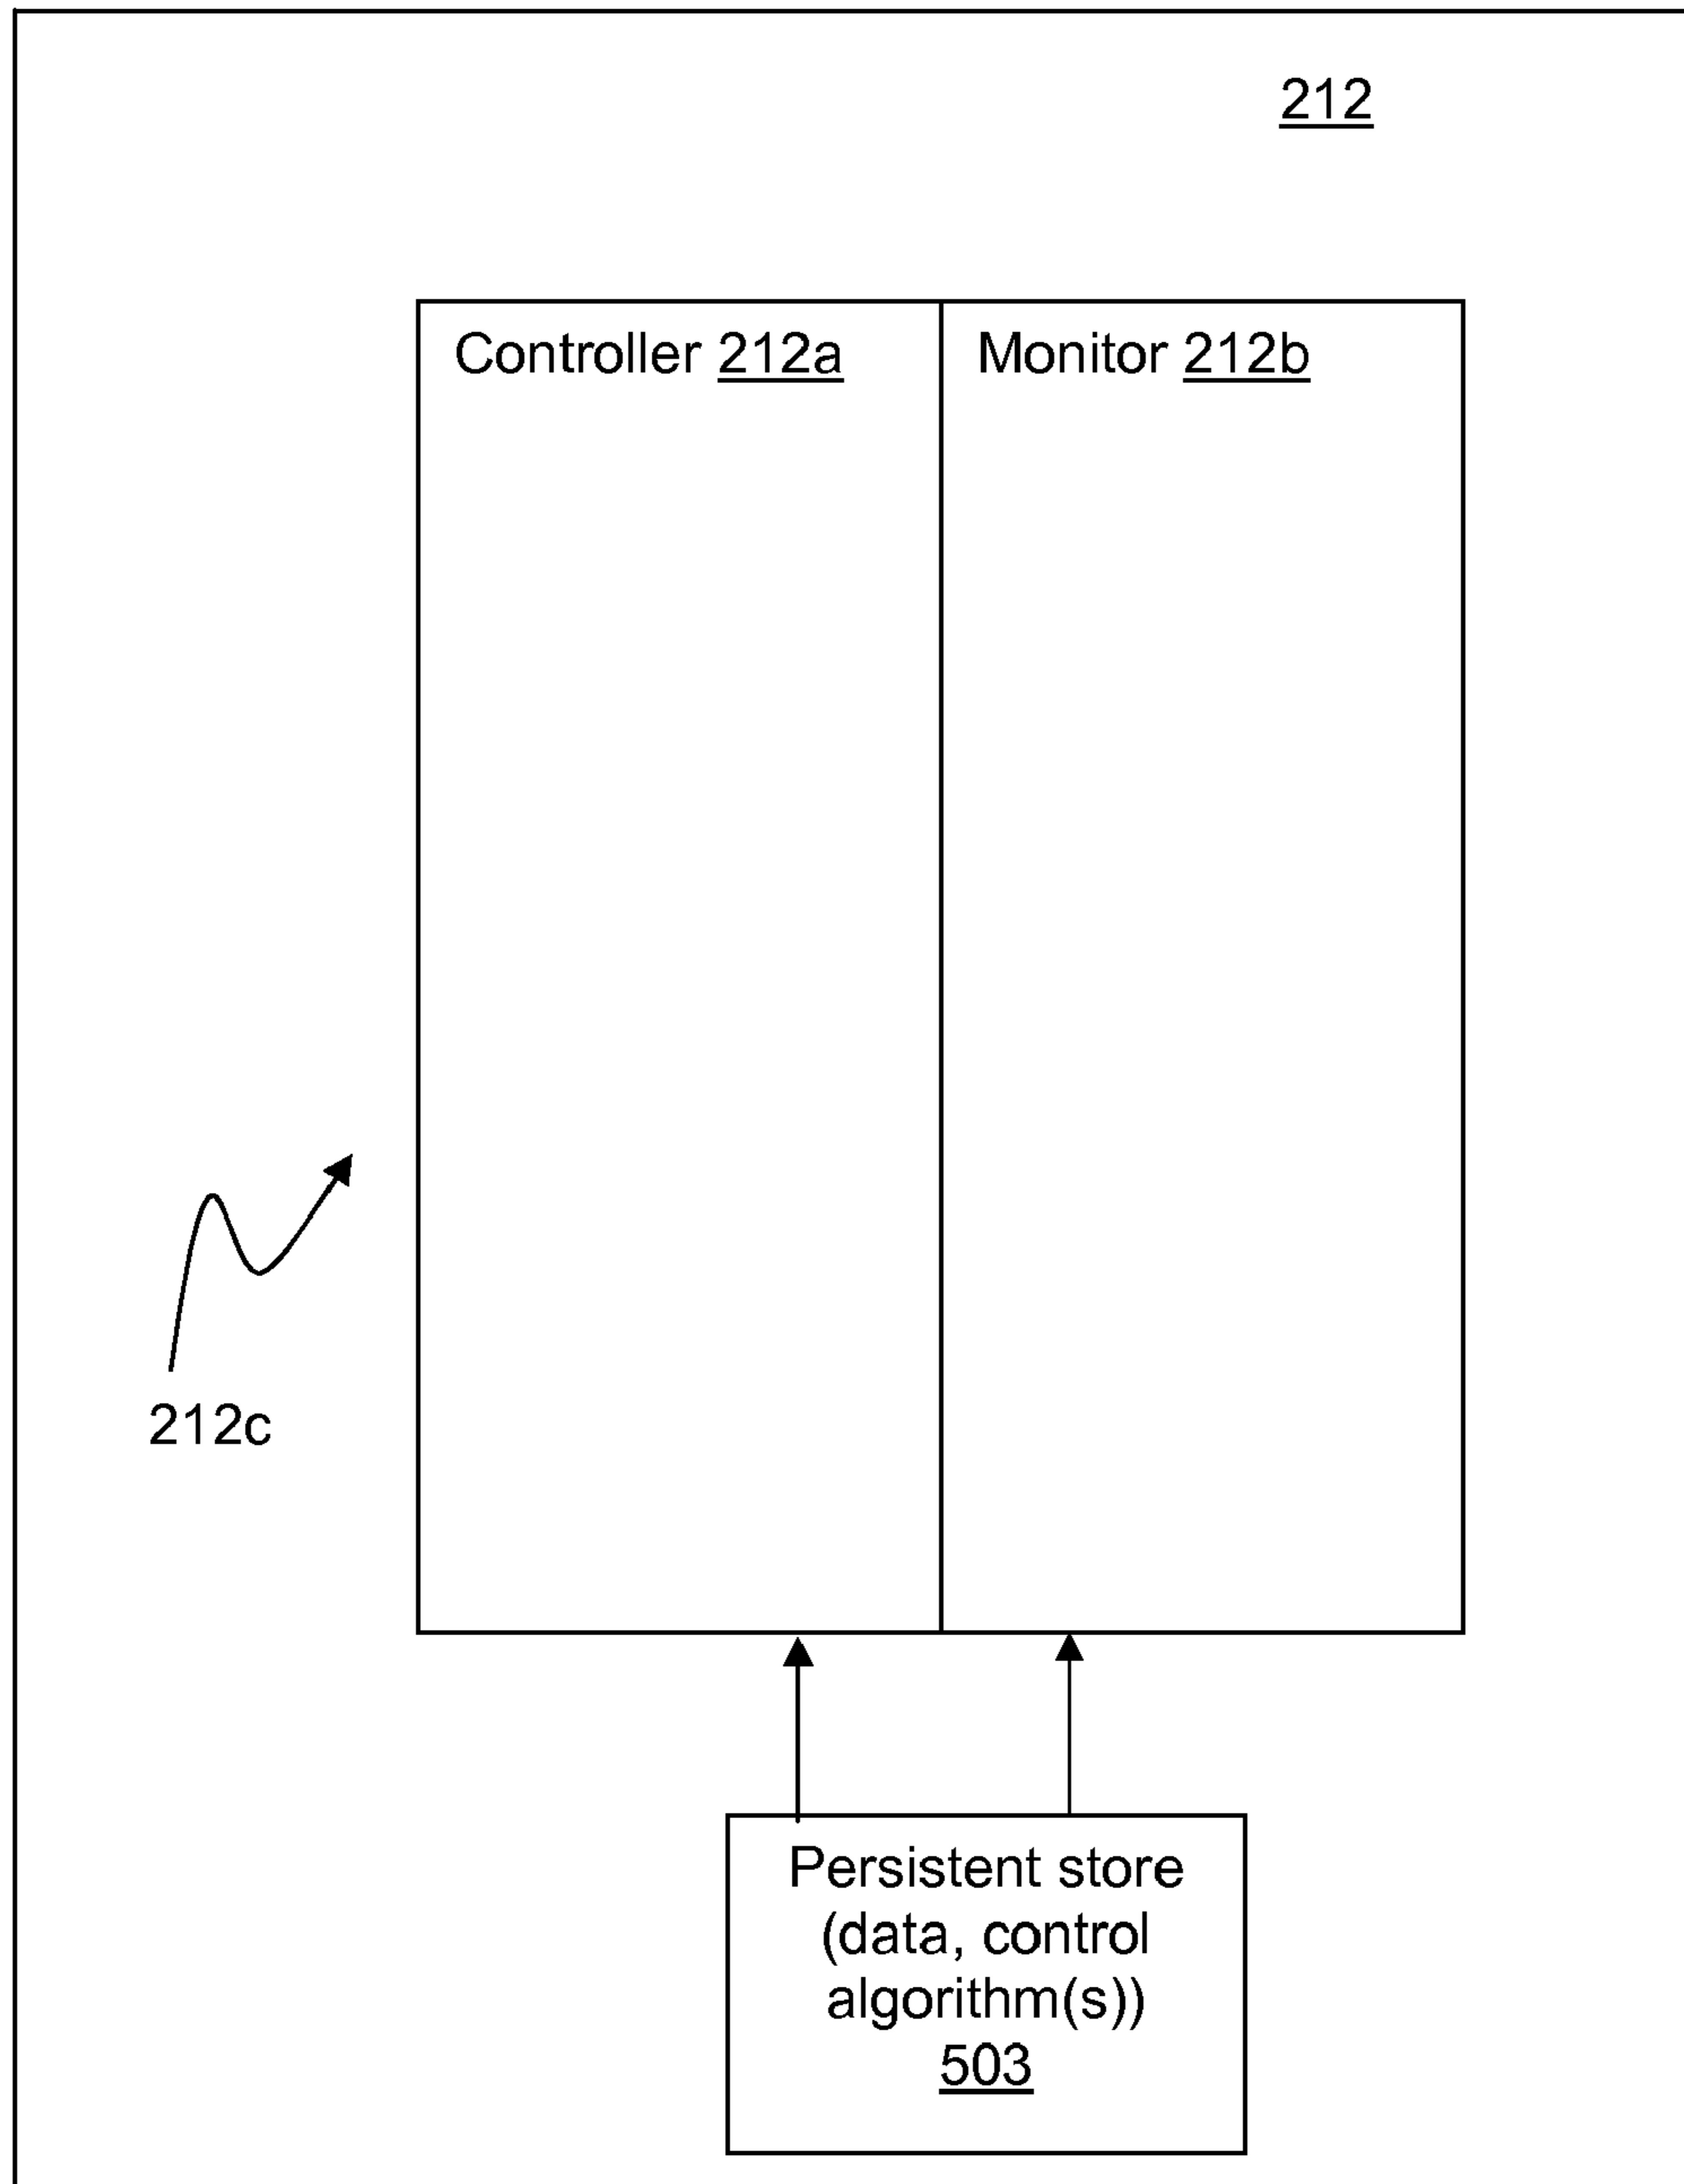 212
Controller 212a
Monitor 212b
212c
Persistent store
(data, control
algorithm(s))
503